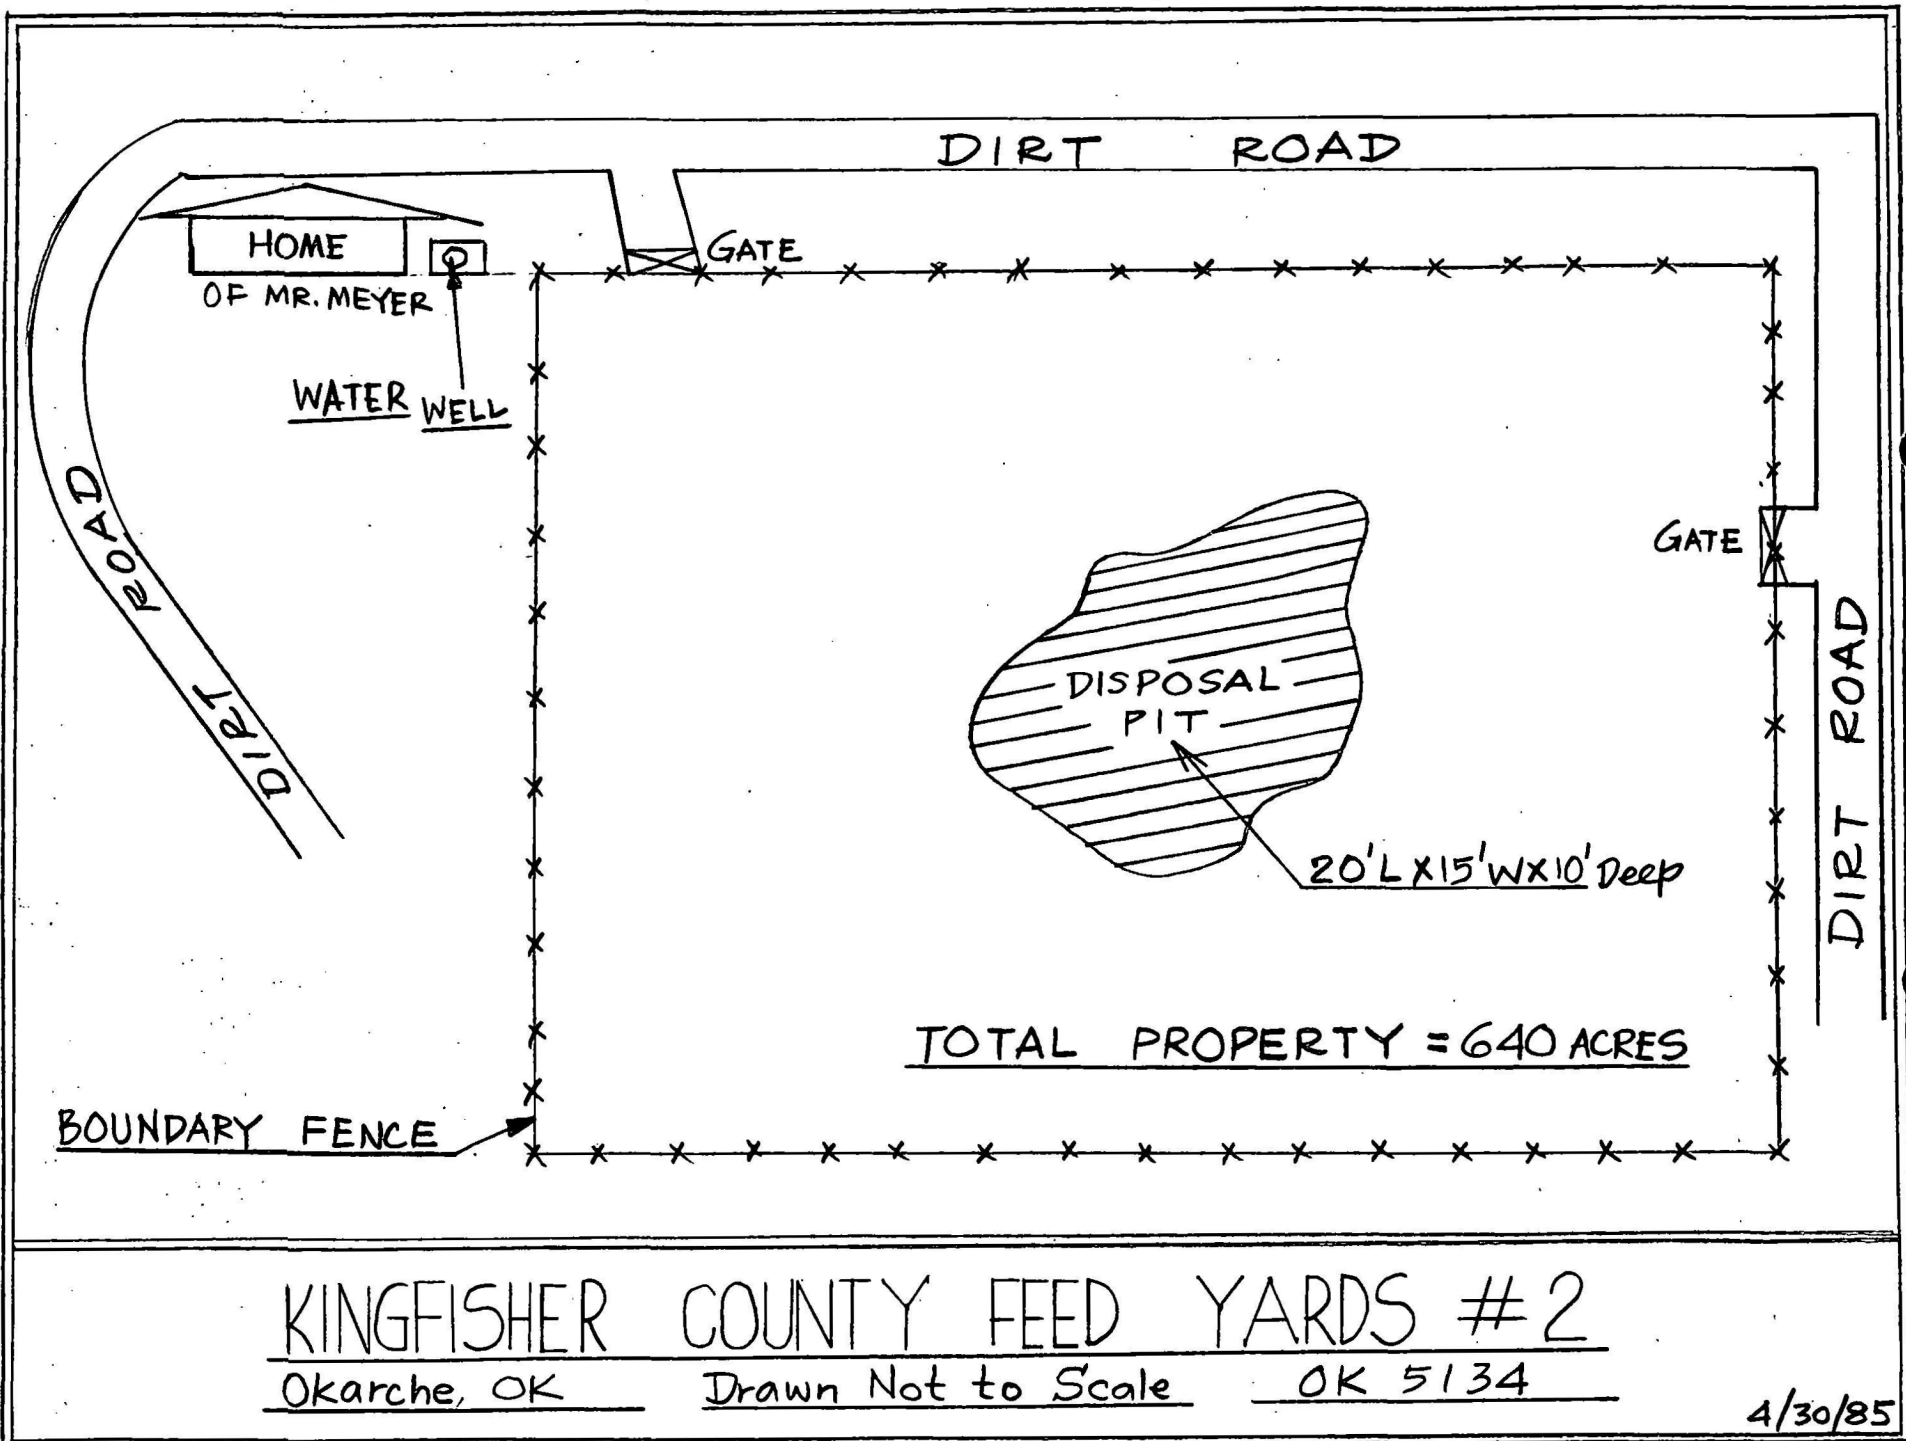 DIRT ROAD
GATE
HOME
OF MR. MEYER
WATER WELL
DIRT ROAD
GATE
DISPOSAL
PIT
20'L X 15'W X 10' Deep
DIRT ROAD
TOTAL PROPERTY = 640 ACRES
BOUNDARY FENCE
KINGFISHER COUNTY FEED YARDS #2
Okarche, OK Drawn Not to Scale OK 5134
4/30/85